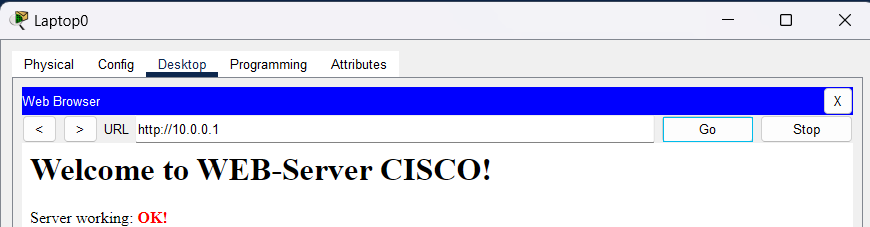 Laptop0
Physical Config Desktop Programming Attributes
Web Browser X
< > URL http://10.0.0.1 Go Stop
Welcome to WEB-Server CISCO!
Server working: OK!